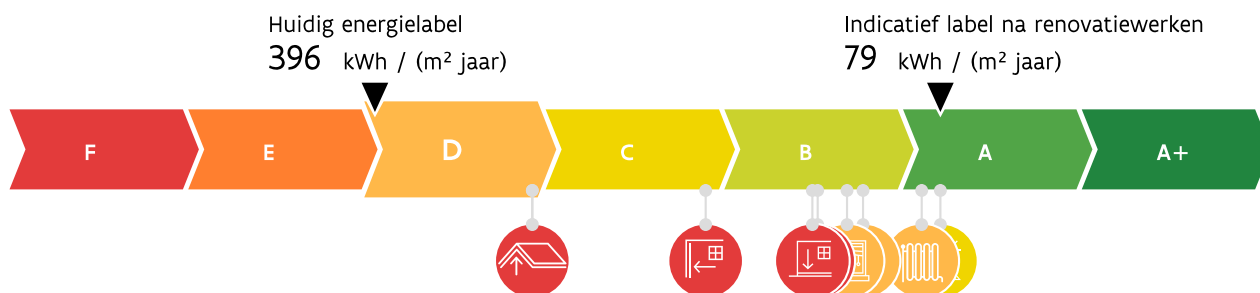 Huidig energielabel
396 kWh / (m² jaar)
Indicatief label na renovatiewerken
79 kWh / (m² jaar)
F E D C B A A+